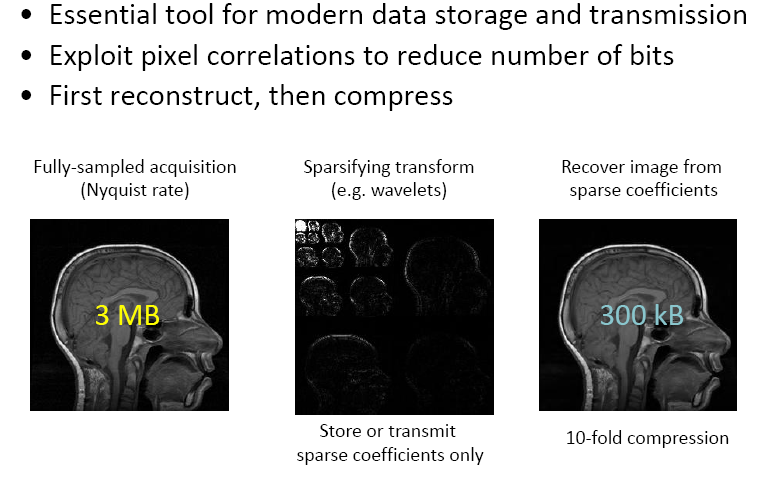 • Essential tool for modern data storage and transmission
• Exploit pixel correlations to reduce number of bits
• First reconstruct, then compress
Fully-sampled acquisition
(Nyquist rate)
Sparsifying transform
(e.g. wavelets)
Recover image from
sparse coefficients
3 MB
300 kB
Store or transmit
sparse coefficients only
10-fold compression